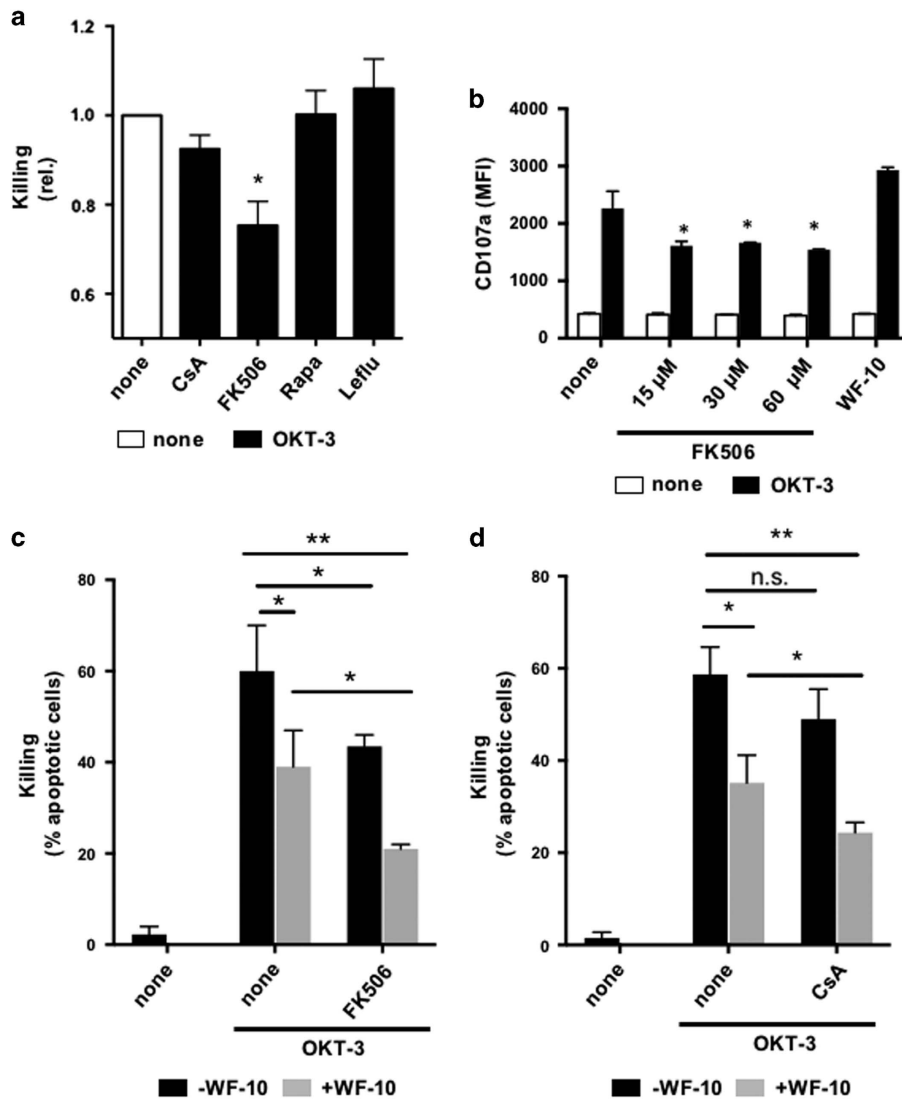 a
1.2
1.0
0.8
0.6
Killing
(rel.)
*
none
CsA
FK506
Rapa
Leflu
none
OKT-3
b
4000
3000
2000
1000
0
CD107a (MFI)
*
*
*
none
15 µM
30 µM
60 µM
WF-10
FK506
none
OKT-3
c
**
*
*
*
80
60
40
20
0
Killing
(% apoptotic cells)
none
none
FK506
OKT-3
-WF-10
+WF-10
d
**
n.s.
*
*
80
60
40
20
0
Killing
(% apoptotic cells)
none
none
CsA
OKT-3
-WF-10
+WF-10